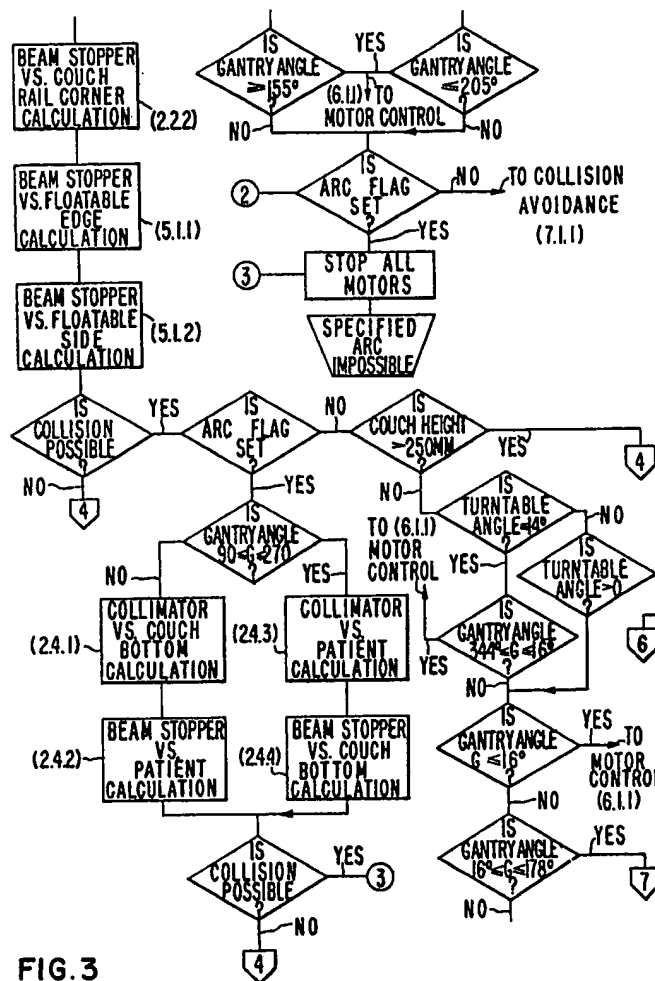 BEAM STOPPER
VS. COUCH
RAIL CORNER
CALCULATION
(2.2.2)
BEAM STOPPER
VS. FLOATABLE
EDGE
CALCULATION
(5.1.1)
BEAM STOPPER
VS. FLOATABLE
SIDE
CALCULATION
(5.1.2)
IS
GANTRY ANGLE
≥155°
?
YES
IS
GANTRY ANGLE
≤205°
?
(6.1.1) TO
MOTOR CONTROL
NO
NO
2
IS
ARC FLAG
SET
?
NO
TO COLLISION
AVOIDANCE
(7.1.1)
YES
3
STOP ALL
MOTORS
SPECIFIED
ARC
IMPOSSIBLE
IS
COLLISION
POSSIBLE
?
YES
NO
4
IS
ARC FLAG
SET
?
NO
YES
IS
COUCH HEIGHT
>250MM
?
YES
4
NO
IS
GANTRY ANGLE
90≤G≤270
?
NO
YES
COLLIMATOR
VS. COUCH
BOTTOM
CALCULATION
(2.4.1)
COLLIMATOR
VS.
PATIENT
CALCULATION
(2.4.3)
BEAM STOPPER
VS.
PATIENT
CALCULATION
(2.4.2)
BEAM STOPPER
VS. COUCH
BOTTOM
CALCULATION
(2.4.4)
IS
COLLISION
POSSIBLE
?
YES
3
NO
4
IS
TURNTABLE
ANGLE≤14°
?
NO
YES
TO (6.1.1)
MOTOR
CONTROL
IS
TURNTABLE
ANGLE>0
?
6
IS
GANTRY ANGLE
344°≤G≤16°
?
YES
NO
IS
GANTRY ANGLE
G≤16°
?
YES
TO
MOTOR
CONTROL
(6.1.1)
NO
IS
GANTRY ANGLE
16°≤G≤178°
?
YES
7
NO
FIG.3